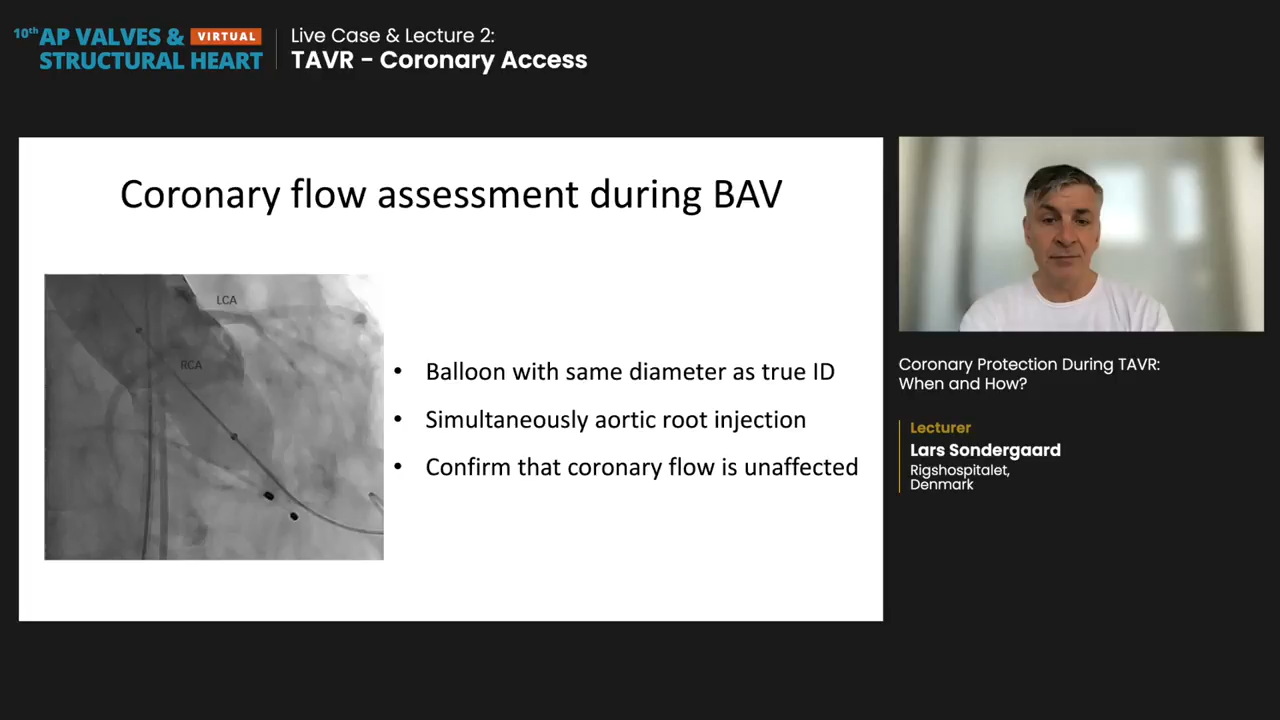 10th AP VALVES & VIRTUAL
STRUCTURAL HEART
Live Case & Lecture 2:
TAVR - Coronary Access
Coronary flow assessment during BAV
LCA
RCA
• Balloon with same diameter as true ID
• Simultaneously aortic root injection
• Confirm that coronary flow is unaffected
Coronary Protection During TAVR:
When and How?
Lecturer
Lars Sondergaard
Rigshospitalet,
Denmark